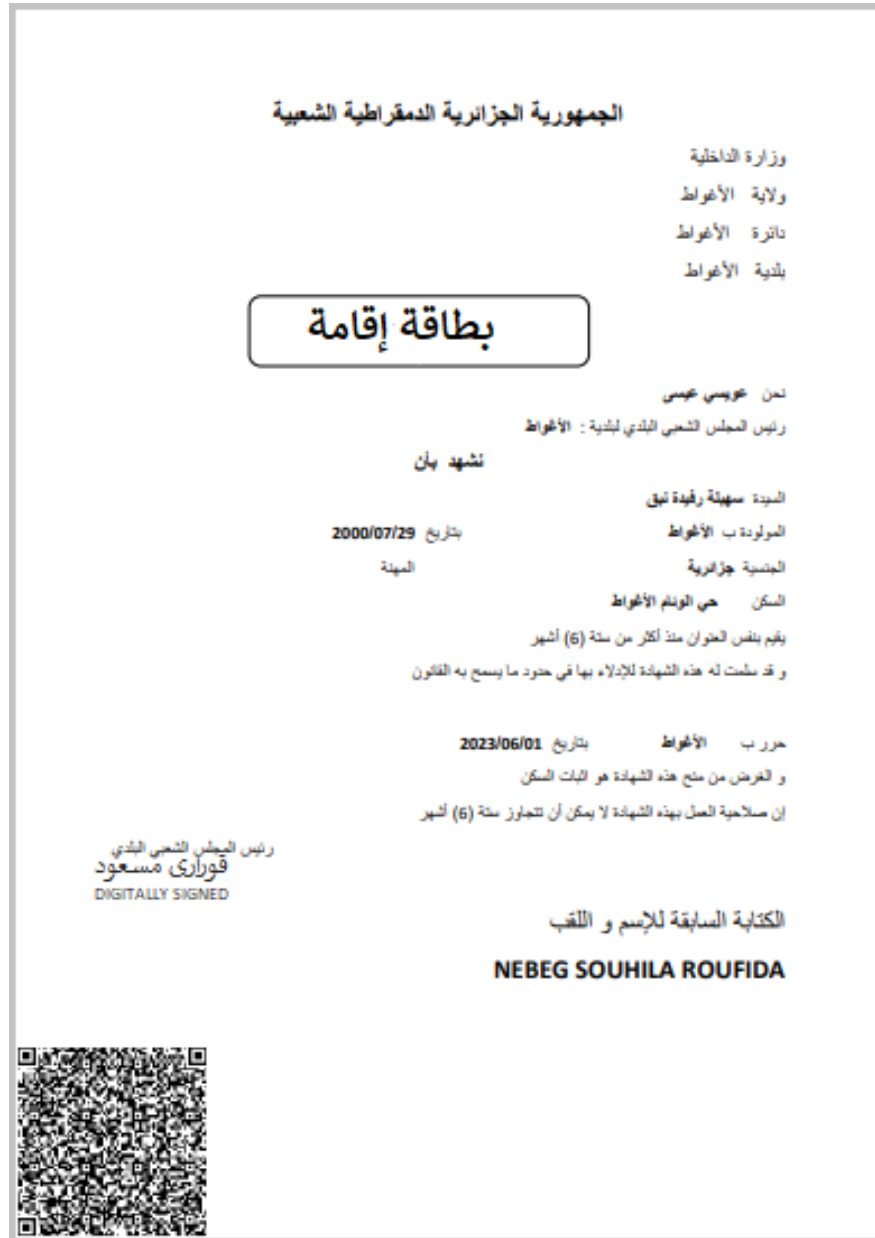 الجمهورية الجزائرية الدمقراطية الشعبية
وزارة الداخلية
ولاية الأغواط
دائرة الأغواط
بلدية الأغواط
بطاقة إقامة
نحن عويسي عيسى
رئيس المجلس الشعبي البلدي لبلدية : الأغواط
نشهد بأن
السيدة سهيلة رفيدة نبق
المولودة ب الأغواط بتاريخ 2000/07/29
الجنسية جزائرية المهنة
السكن حي الوئام الأغواط
يقيم بنفس العنوان منذ أكثر من ستة (6) أشهر
و قد سلمت له هذه الشهادة للإدلاء بها في حدود ما يسمح به القانون
حرر ب الأغواط بتاريخ 2023/06/01
و الغرض من منح هذه الشهادة هو اثبات السكن
إن صلاحية العمل بهذه الشهادة لا يمكن أن تتجاوز ستة (6) أشهر
رئيس المجلس الشعبي البلدي
قورارى مسعود
DIGITALLY SIGNED
الكتابة السابقة للإسم و اللقب
NEBEG SOUHILA ROUFIDA